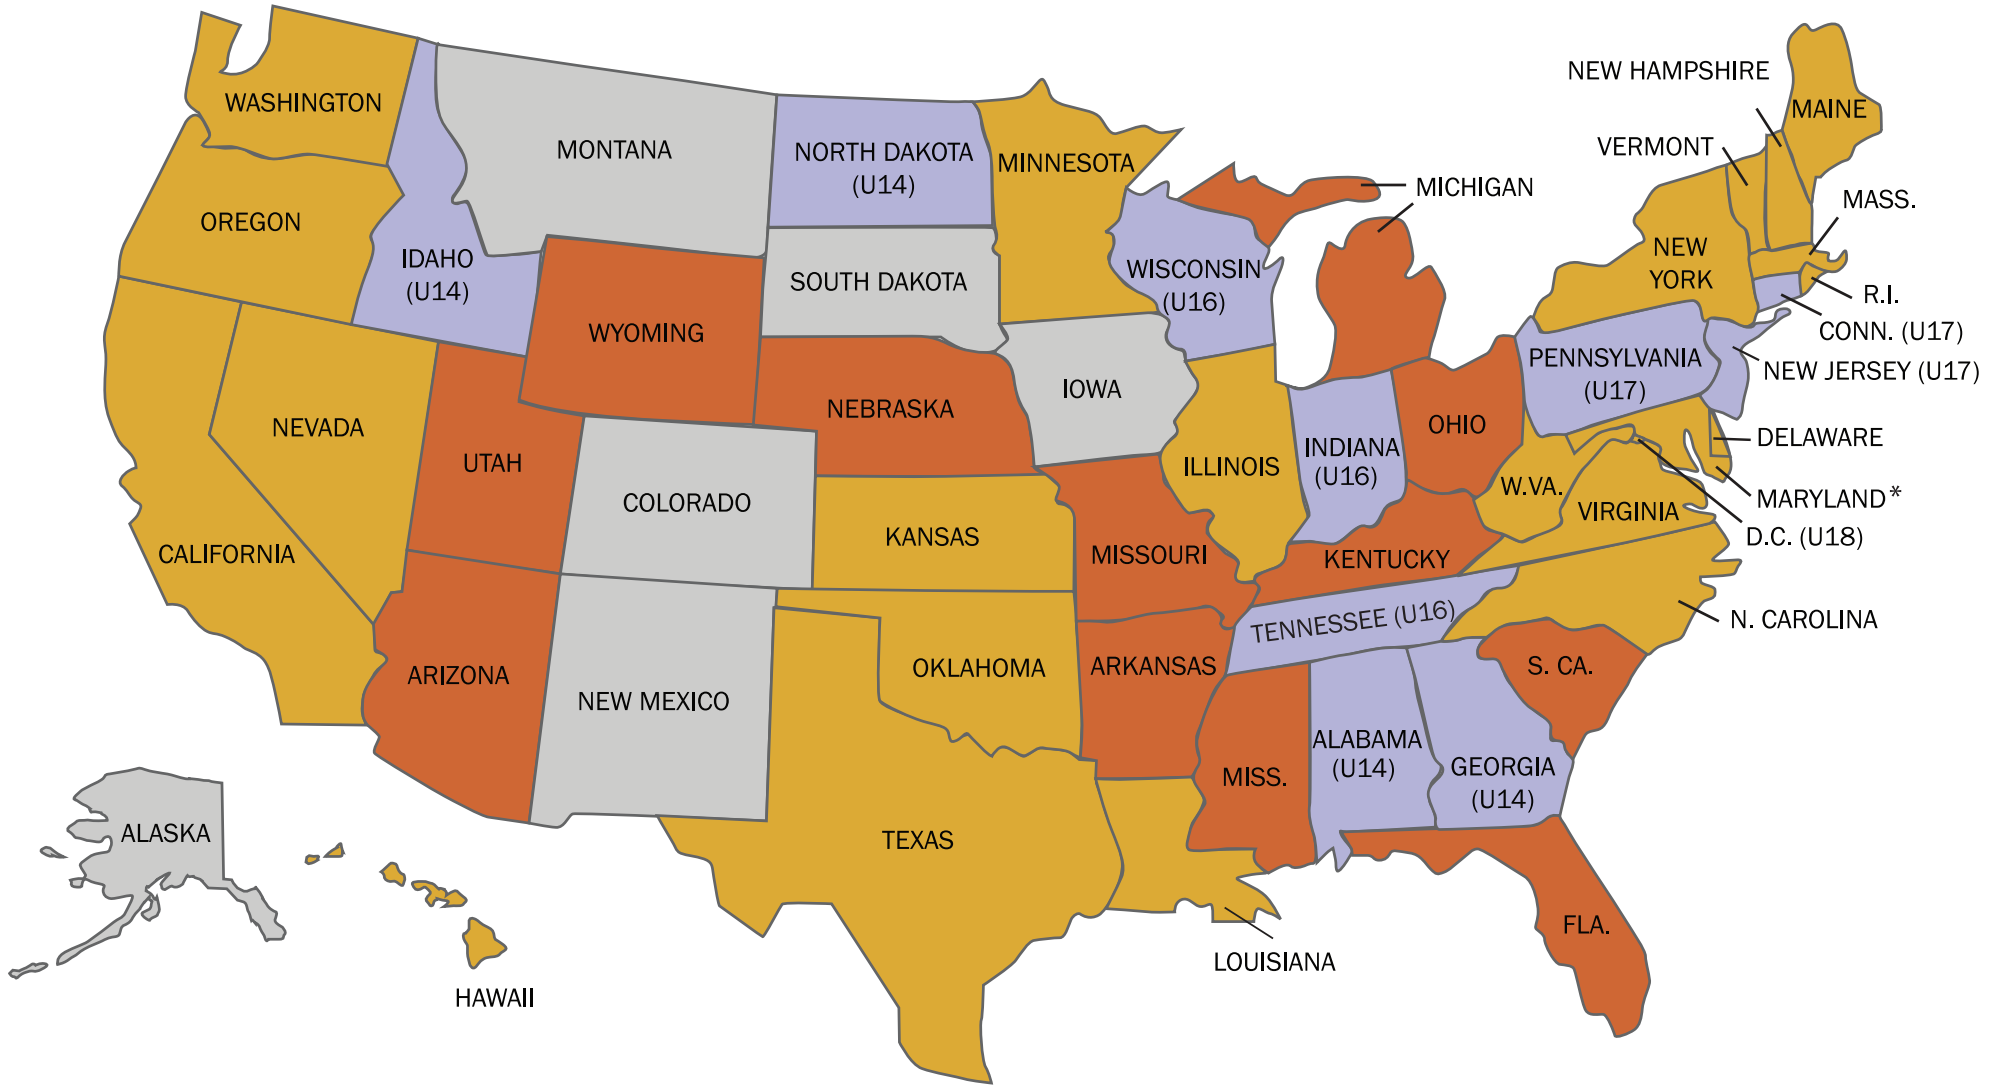 NEW HAMPSHIRE
WASHINGTON
MAINE
MONTANA
NORTH DAKOTA
(U14)
MINNESOTA
VERMONT
MICHIGAN
MASS.
OREGON
IDAHO
(U14)
WISCONSIN
(U16)
NEW
YORK
SOUTH DAKOTA
R.I.
WYOMING
CONN. (U17)
PENNSYLVANIA
(U17)
NEW JERSEY (U17)
IOWA
NEBRASKA
NEVADA
OHIO
DELAWARE
INDIANA
(U16)
UTAH
ILLINOIS
W.VA.
MARYLAND*
COLORADO
VIRGINIA
KANSAS
D.C. (U18)
CALIFORNIA
MISSOURI
KENTUCKY
TENNESSEE (U16)
N. CAROLINA
ARIZONA
OKLAHOMA
ARKANSAS
S. CA.
NEW MEXICO
ALABAMA
(U14)
GEORGIA
(U14)
MISS.
ALASKA
TEXAS
FLA.
LOUISIANA
HAWAII